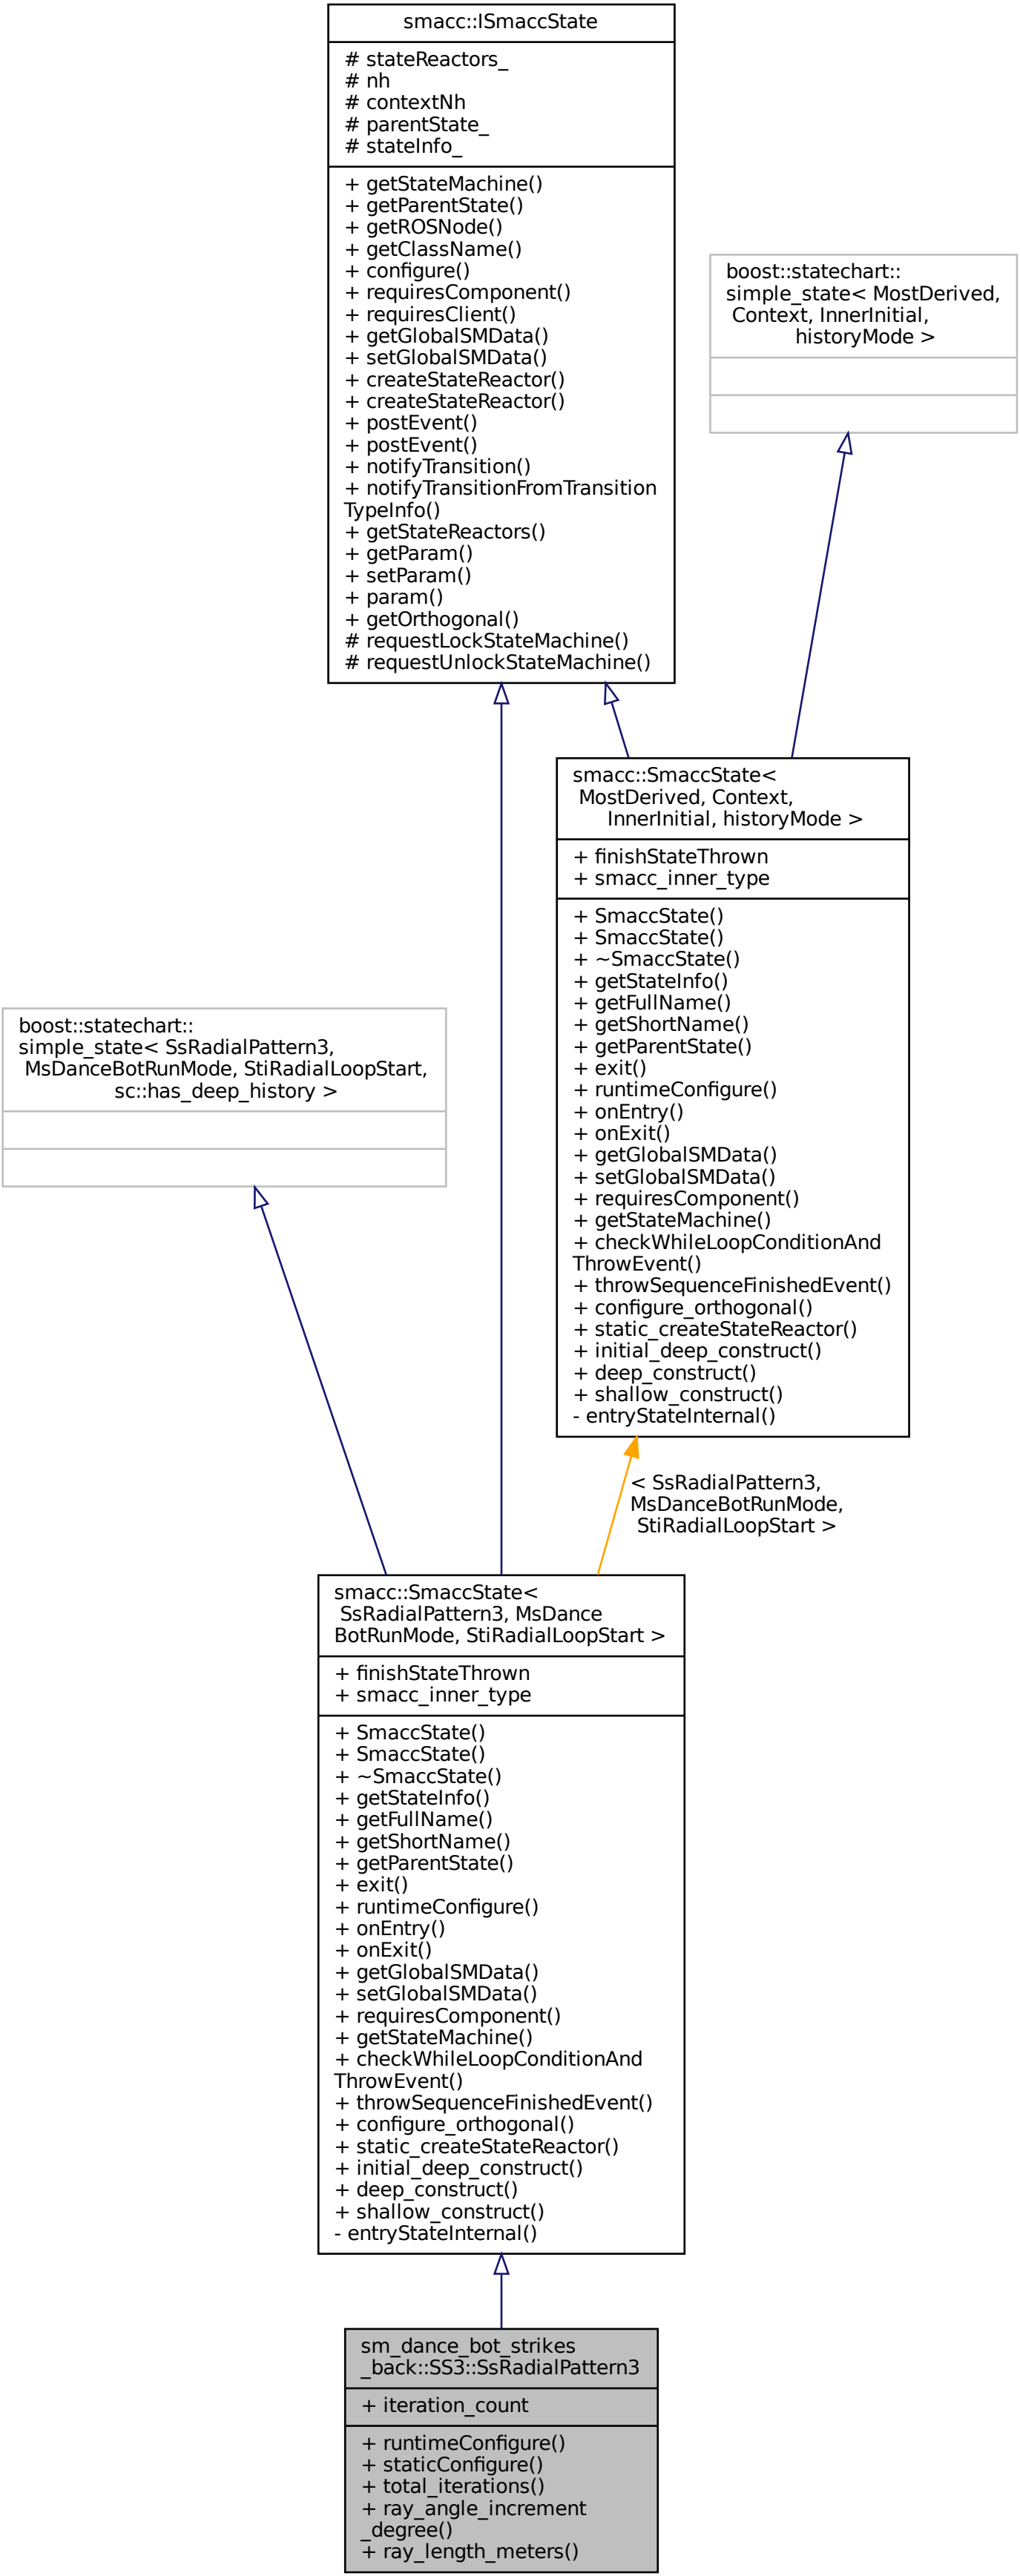 smacc::ISmaccState
# stateReactors_
# nh
# contextNh
# parentState_
# stateInfo_
+ getStateMachine()
+ getParentState()
+ getROSNode()
+ getClassName()
+ configure()
+ requiresComponent()
+ requiresClient()
+ getGlobalSMData()
+ setGlobalSMData()
+ createStateReactor()
+ createStateReactor()
+ postEvent()
+ postEvent()
+ notifyTransition()
+ notifyTransitionFromTransition
TypeInfo()
+ getStateReactors()
+ getParam()
+ setParam()
+ param()
+ getOrthogonal()
# requestLockStateMachine()
# requestUnlockStateMachine()
boost::statechart::
simple_state< MostDerived,
Context, InnerInitial,
historyMode >
smacc::SmaccState<
MostDerived, Context,
InnerInitial, historyMode >
+ finishStateThrown
+ smacc_inner_type
+ SmaccState()
+ SmaccState()
+ ~SmaccState()
+ getStateInfo()
+ getFullName()
+ getShortName()
+ getParentState()
+ exit()
+ runtimeConfigure()
+ onEntry()
+ onExit()
+ getGlobalSMData()
+ setGlobalSMData()
+ requiresComponent()
+ getStateMachine()
+ checkWhileLoopConditionAnd
ThrowEvent()
+ throwSequenceFinishedEvent()
+ configure_orthogonal()
+ static_createStateReactor()
+ initial_deep_construct()
+ deep_construct()
+ shallow_construct()
- entryStateInternal()
boost::statechart::
simple_state< SsRadialPattern3,
MsDanceBotRunMode, StiRadialLoopStart,
sc::has_deep_history >
< SsRadialPattern3,
MsDanceBotRunMode,
StiRadialLoopStart >
smacc::SmaccState<
SsRadialPattern3, MsDance
BotRunMode, StiRadialLoopStart >
+ finishStateThrown
+ smacc_inner_type
+ SmaccState()
+ SmaccState()
+ ~SmaccState()
+ getStateInfo()
+ getFullName()
+ getShortName()
+ getParentState()
+ exit()
+ runtimeConfigure()
+ onEntry()
+ onExit()
+ getGlobalSMData()
+ setGlobalSMData()
+ requiresComponent()
+ getStateMachine()
+ checkWhileLoopConditionAnd
ThrowEvent()
+ throwSequenceFinishedEvent()
+ configure_orthogonal()
+ static_createStateReactor()
+ initial_deep_construct()
+ deep_construct()
+ shallow_construct()
- entryStateInternal()
sm_dance_bot_strikes
_back::SS3::SsRadialPattern3
+ iteration_count
+ runtimeConfigure()
+ staticConfigure()
+ total_iterations()
+ ray_angle_increment
_degree()
+ ray_length_meters()